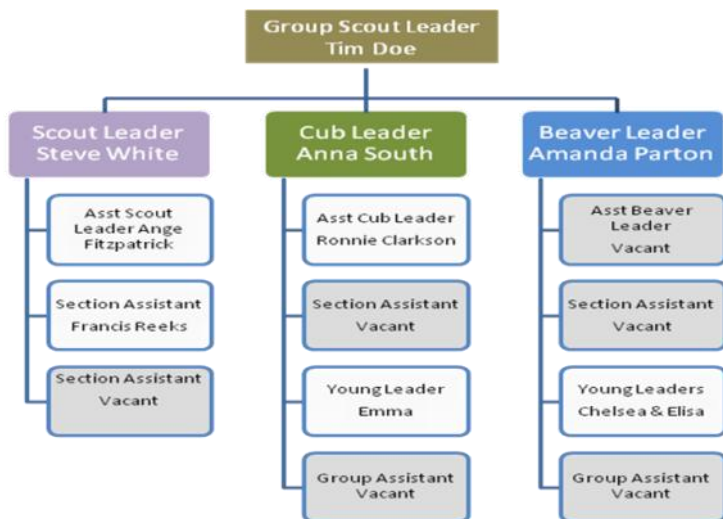 Group Scout Leader
Tim Doe
Scout Leader
Steve White
Asst Scout
Leader Ange
Fitzpatrick
Section Assistant
Francis Reeks
Section Assistant
Vacant
Cub Leader
Anna South
Asst Cub Leader
Ronnie Clarkson
Section Assistant
Vacant
Young Leader
Emma
Group Assistant
Vacant
Beaver Leader
Amanda Parton
Asst Beaver
Leader
Vacant
Section Assistant
Vacant
Young Leaders
Chelsea & Elisa
Group Assistant
Vacant